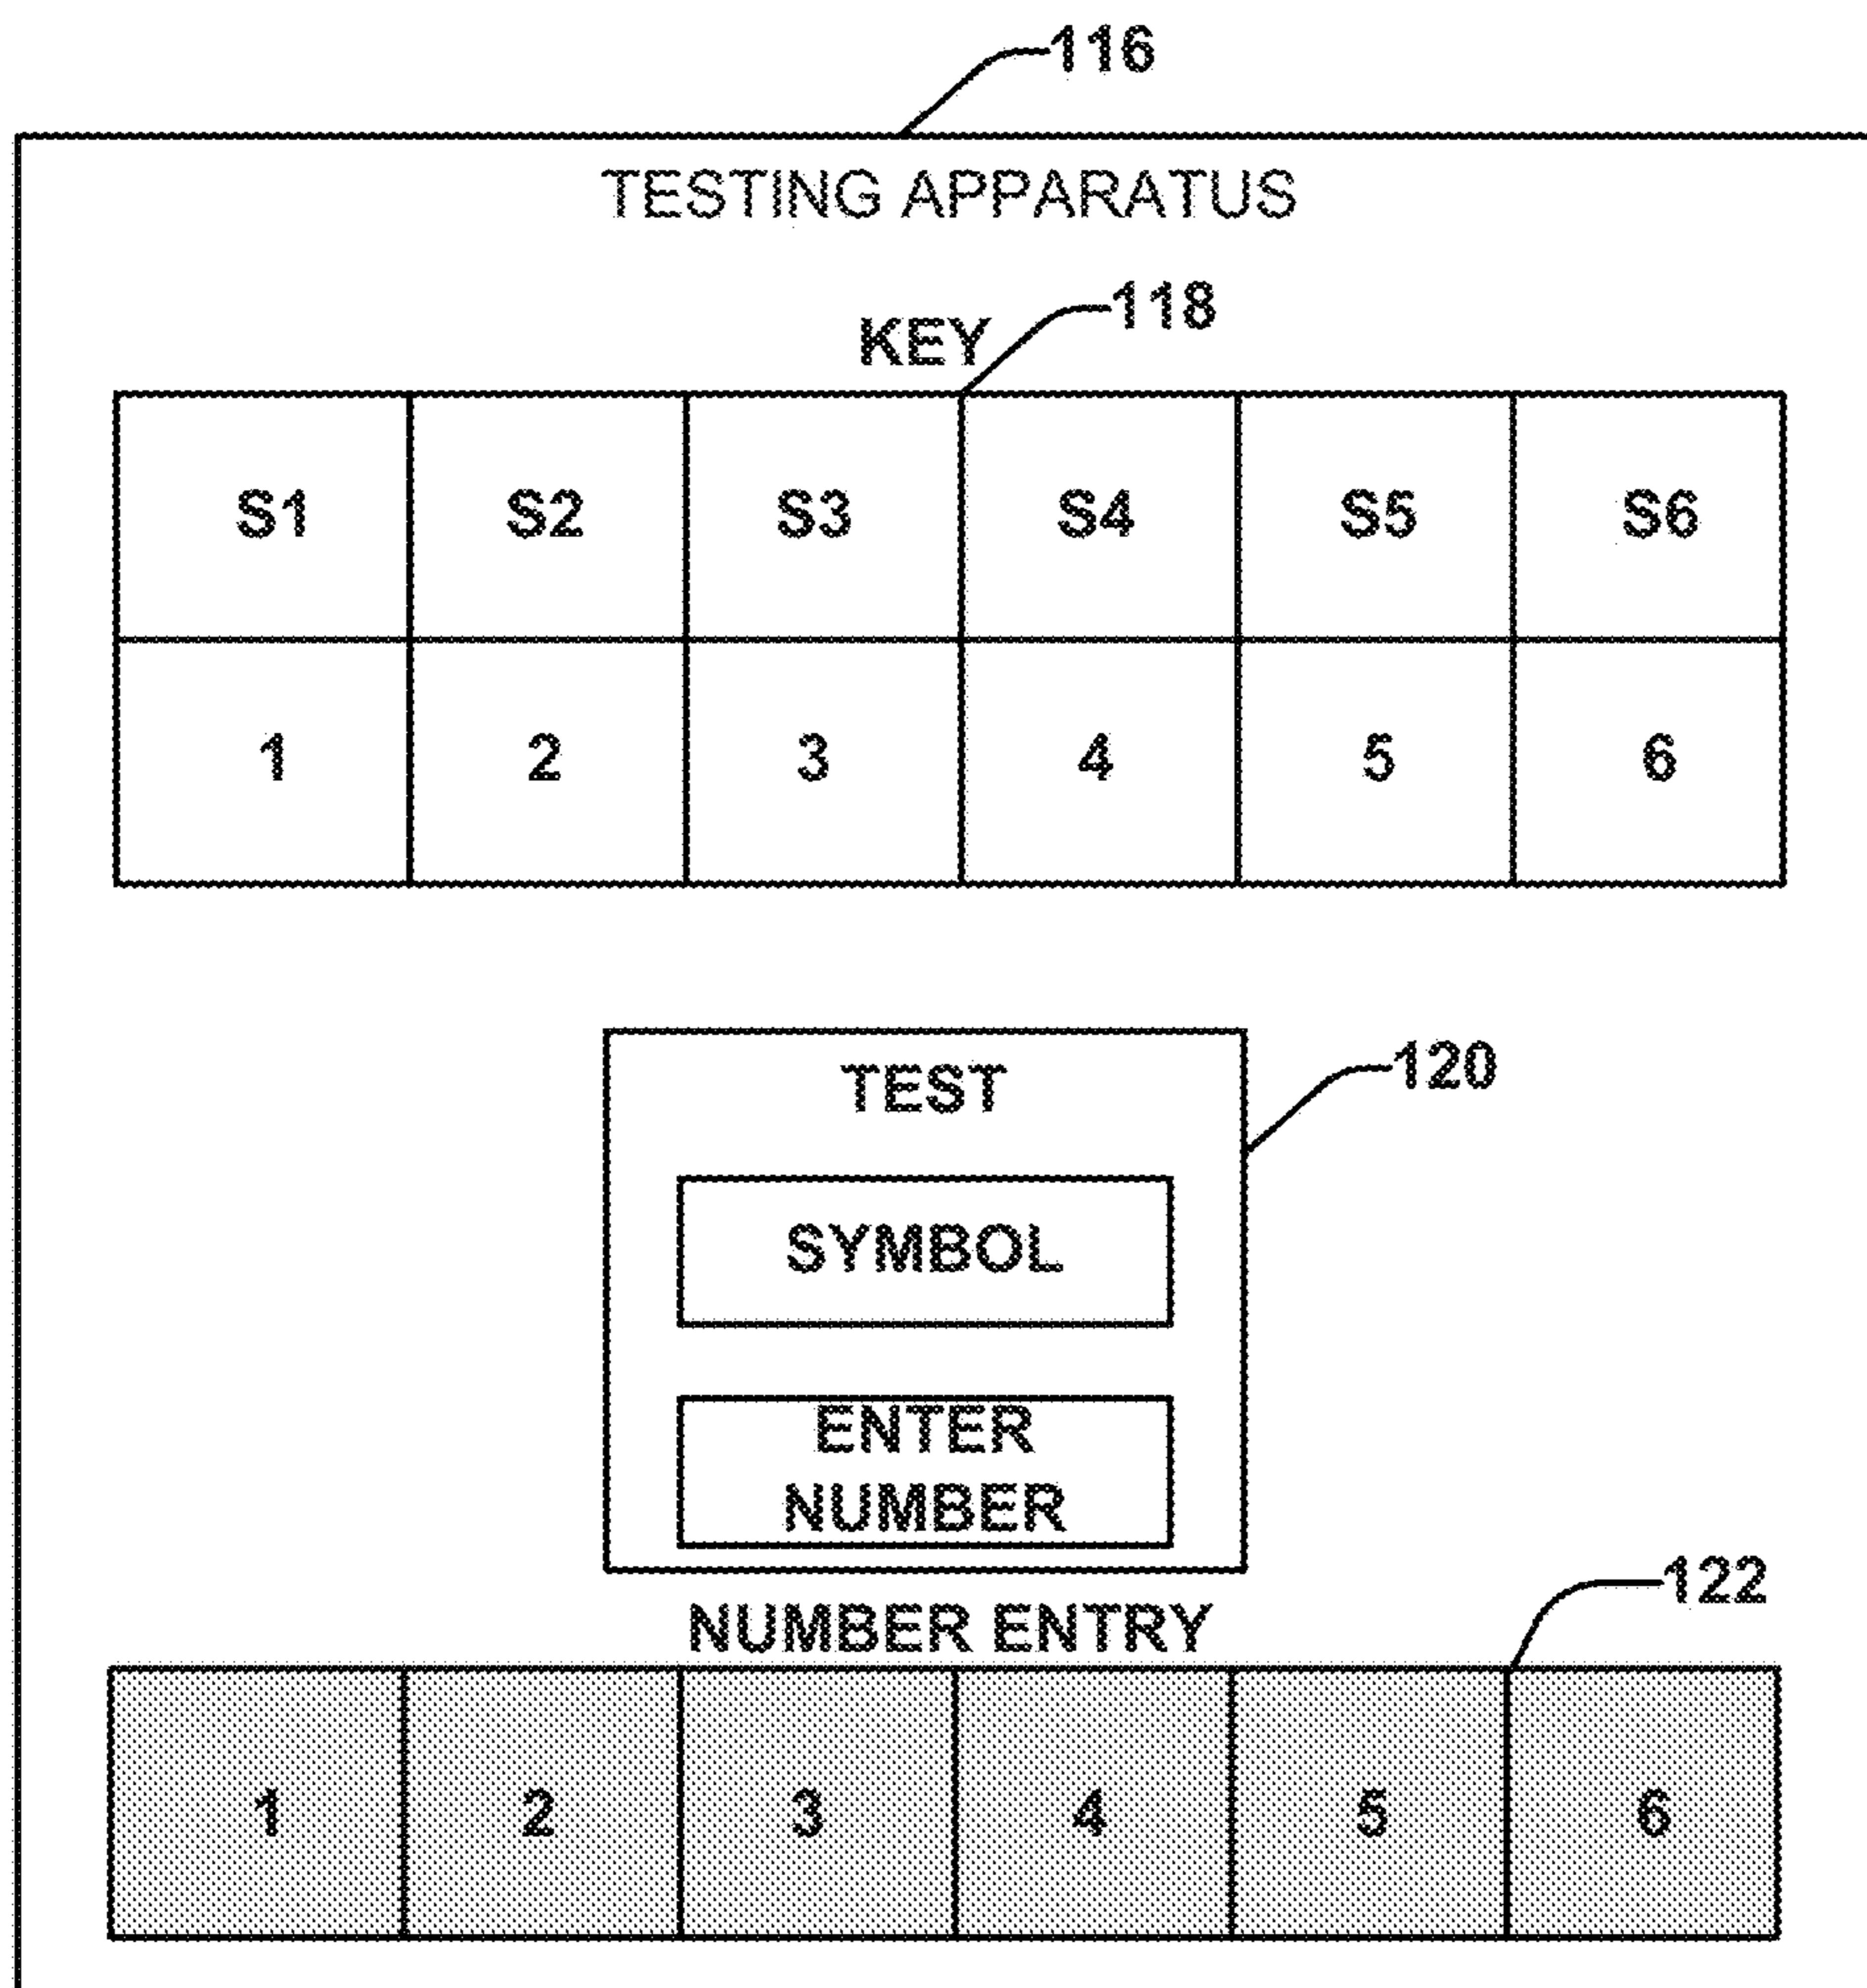 116
TESTING APPARATUS
118
KEY
S1 S2 S3 S4 S5 S6
1 2 3 4 5 6
120
TEST
SYMBOL
ENTER
NUMBER
122
NUMBER ENTRY
1 2 3 4 5 6